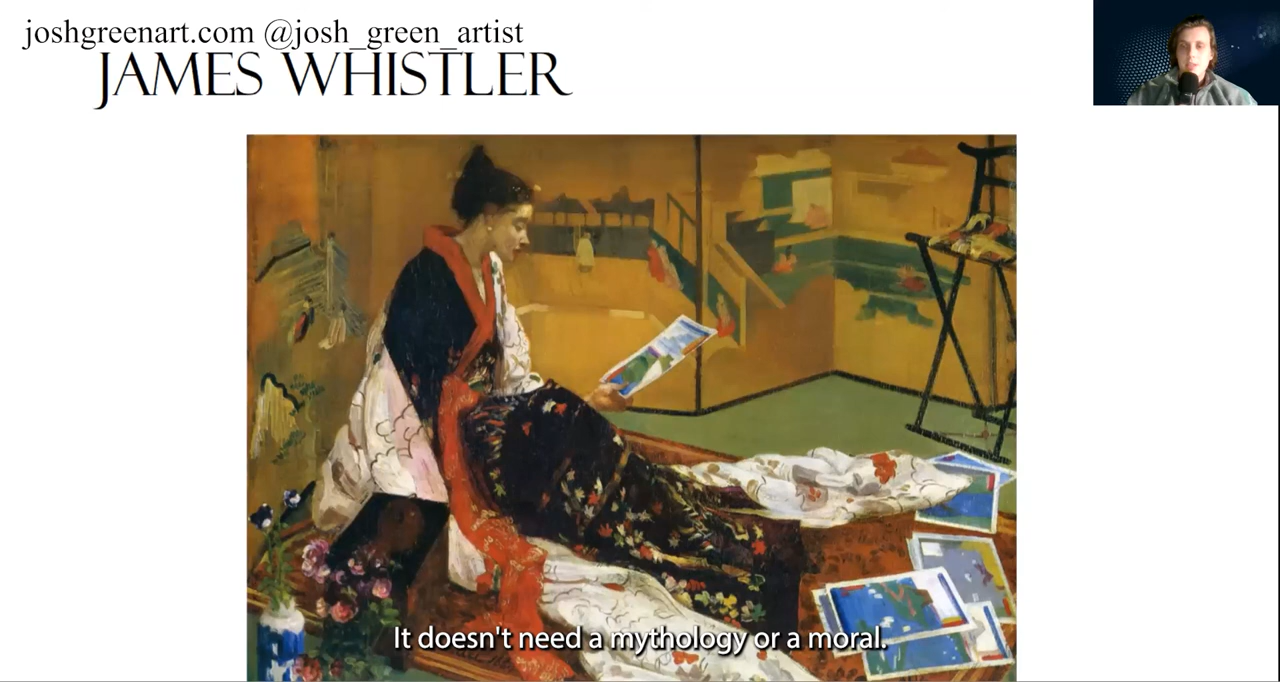 joshgreenart.com @josh_green_artist
JAMES WHISTLER
It doesn't need a mythology or a moral.